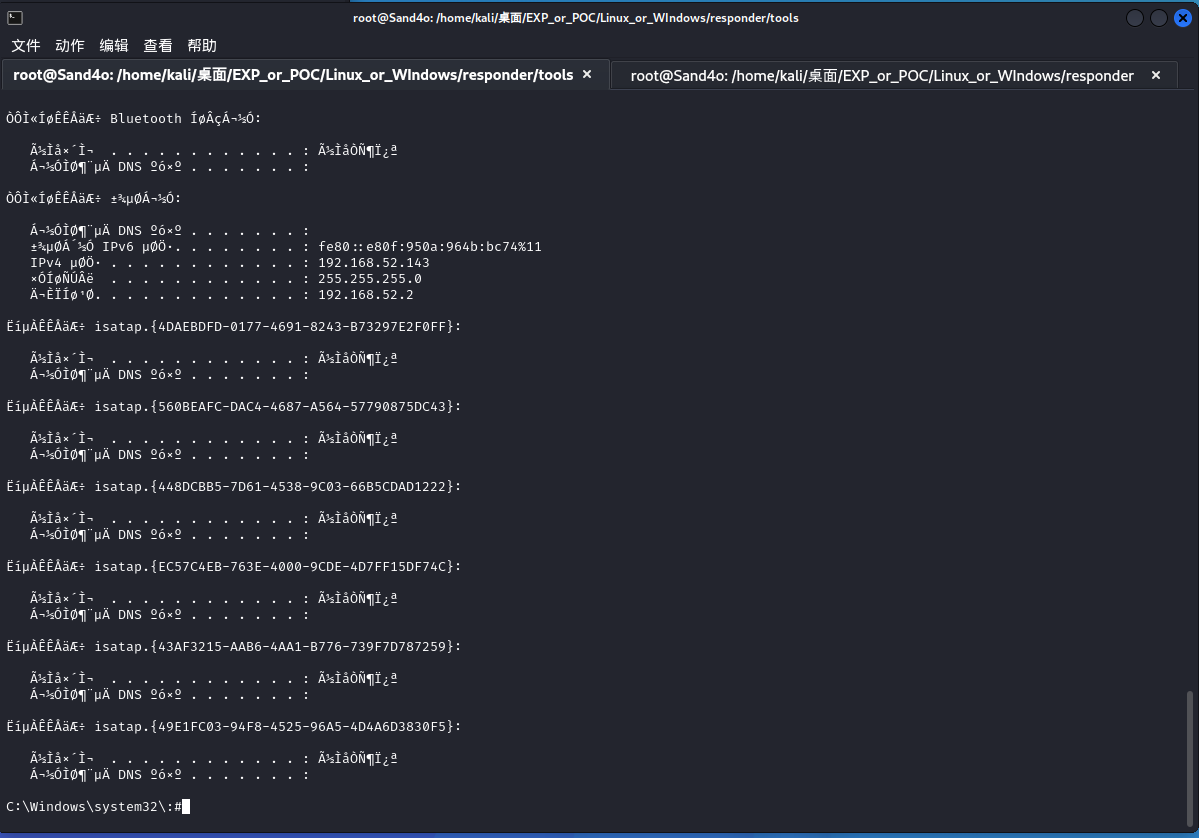 root@Sand4o: /home/kali/桌面/EXP_or_POC/Linux_or_WIndows/responder/tools
文件 动作 编辑 查看 帮助
root@Sand4o: /home/kali/桌面/EXP_or_POC/Linux_or_WIndows/responder/tools × root@Sand4o: /home/kali/桌面/EXP_or_POC/Linux_or_WIndows/responder ×
ÒÔÌ«ÍøÊÊÅäÆ÷ Bluetooth ÍøÂçÁ¬½Ó:
Ã½Ìå×´Ì¬  . . . . . . . . . . . . : Ã½ÌåÒÑ¶Ï¿ª
Á¬½ÓÌØ¶¨µÄ DNS ºó×º . . . . . . . :
ÒÔÌ«ÍøÊÊÅäÆ÷ ±¾µØÁ¬½Ó:
Á¬½ÓÌØ¶¨µÄ DNS ºó×º . . . . . . . :
±¾µØÁ´½Ó IPv6 µØÖ·. . . . . . . . : fe80::e80f:950a:964b:bc74%11
IPv4 µØÖ· . . . . . . . . . . . . : 192.168.52.143
×ÓÍøÑÚÂë  . . . . . . . . . . . . : 255.255.255.0
Ä¬ÈÏÍø¹Ø. . . . . . . . . . . . . : 192.168.52.2
ËíµÀÊÊÅäÆ÷ isatap.{4DAEBDFD-0177-4691-8243-B73297E2F0FF}:
Ã½Ìå×´Ì¬  . . . . . . . . . . . . : Ã½ÌåÒÑ¶Ï¿ª
Á¬½ÓÌØ¶¨µÄ DNS ºó×º . . . . . . . :
ËíµÀÊÊÅäÆ÷ isatap.{560BEAFC-DAC4-4687-A564-57790875DC43}:
Ã½Ìå×´Ì¬  . . . . . . . . . . . . : Ã½ÌåÒÑ¶Ï¿ª
Á¬½ÓÌØ¶¨µÄ DNS ºó×º . . . . . . . :
ËíµÀÊÊÅäÆ÷ isatap.{448DCBB5-7D61-4538-9C03-66B5CDAD1222}:
Ã½Ìå×´Ì¬  . . . . . . . . . . . . : Ã½ÌåÒÑ¶Ï¿ª
Á¬½ÓÌØ¶¨µÄ DNS ºó×º . . . . . . . :
ËíµÀÊÊÅäÆ÷ isatap.{EC57C4EB-763E-4000-9CDE-4D7FF15DF74C}:
Ã½Ìå×´Ì¬  . . . . . . . . . . . . : Ã½ÌåÒÑ¶Ï¿ª
Á¬½ÓÌØ¶¨µÄ DNS ºó×º . . . . . . . :
ËíµÀÊÊÅäÆ÷ isatap.{43AF3215-AAB6-4AA1-B776-739F7D787259}:
Ã½Ìå×´Ì¬  . . . . . . . . . . . . : Ã½ÌåÒÑ¶Ï¿ª
Á¬½ÓÌØ¶¨µÄ DNS ºó×º . . . . . . . :
ËíµÀÊÊÅäÆ÷ isatap.{49E1FC03-94F8-4525-96A5-4D4A6D3830F5}:
Ã½Ìå×´Ì¬  . . . . . . . . . . . . : Ã½ÌåÒÑ¶Ï¿ª
Á¬½ÓÌØ¶¨µÄ DNS ºó×º . . . . . . . :
C:\Windows\system32\:#